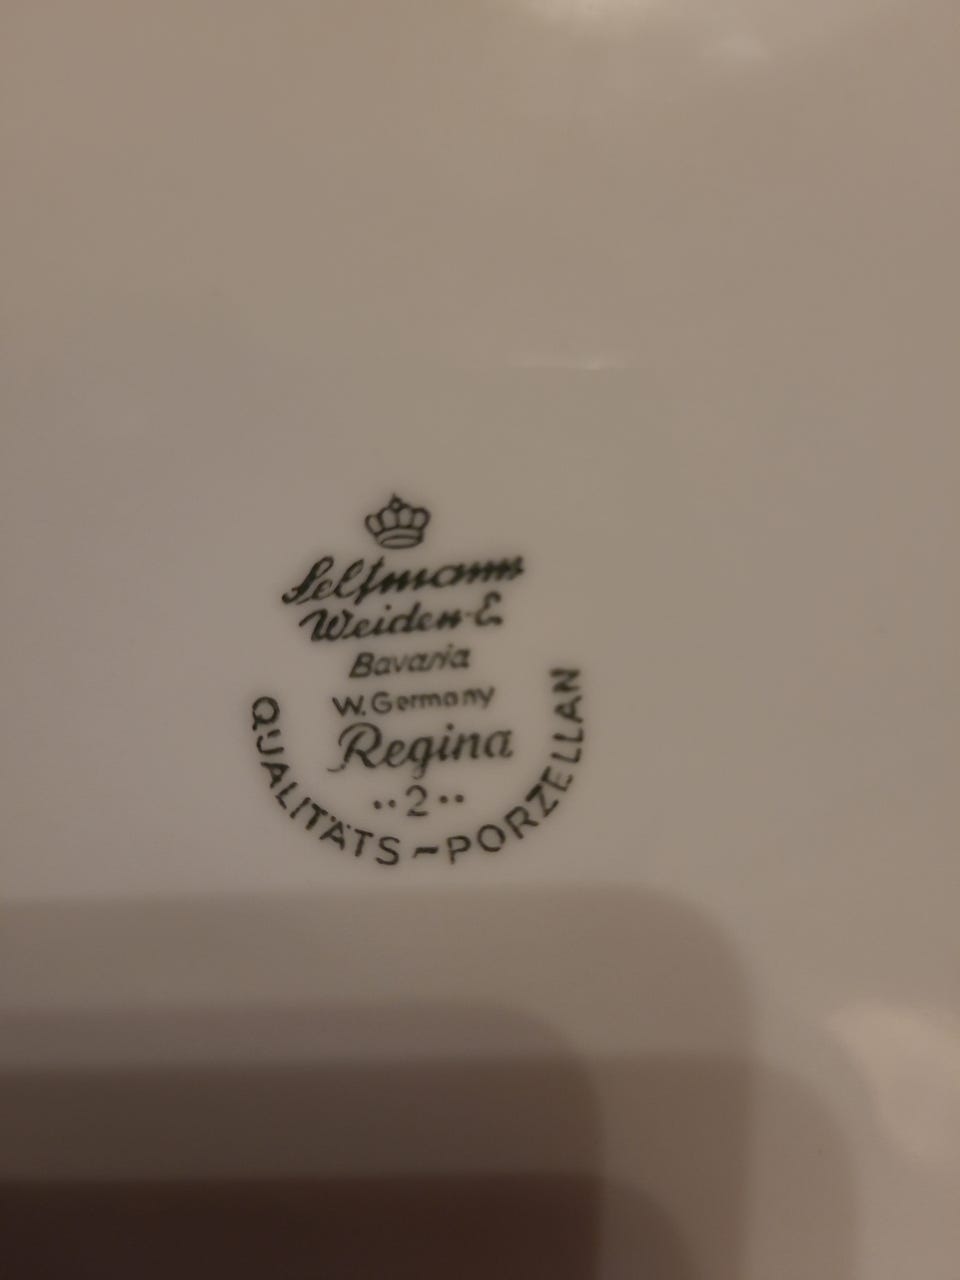 Seltmann
Weiden-E
Bavaria
W. Germany
Regina
··2··
QUALITÄTS-PORZELLAN